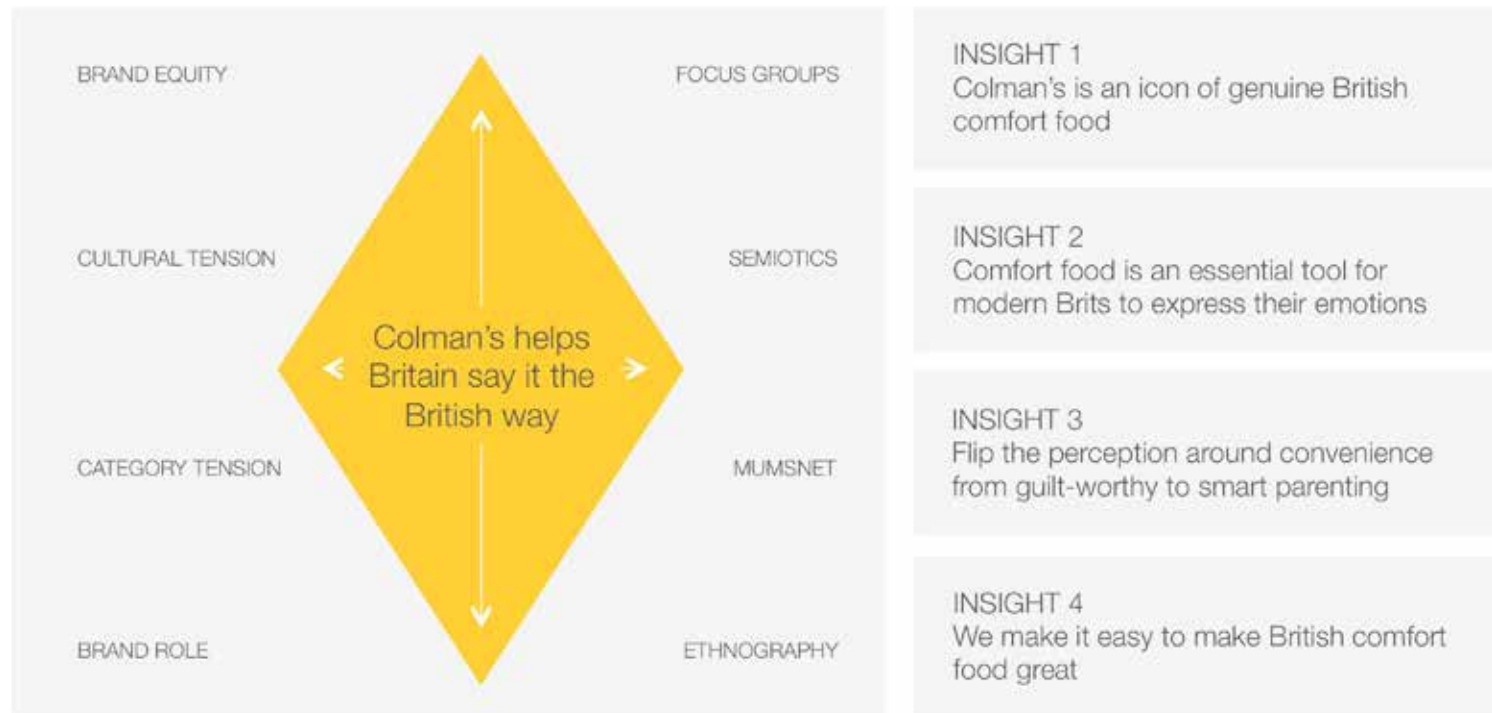 BRAND EQUITY
FOCUS GROUPS
CULTURAL TENSION
SEMIOTICS
Colman's helps
Britain say it the
British way
CATEGORY TENSION
MUMSNET
BRAND ROLE
ETHNOGRAPHY
INSIGHT 1
Colman's is an icon of genuine British
comfort food
INSIGHT 2
Comfort food is an essential tool for
modern Brits to express their emotions
INSIGHT 3
Flip the perception around convenience
from guilt-worthy to smart parenting
INSIGHT 4
We make it easy to make British comfort
food great